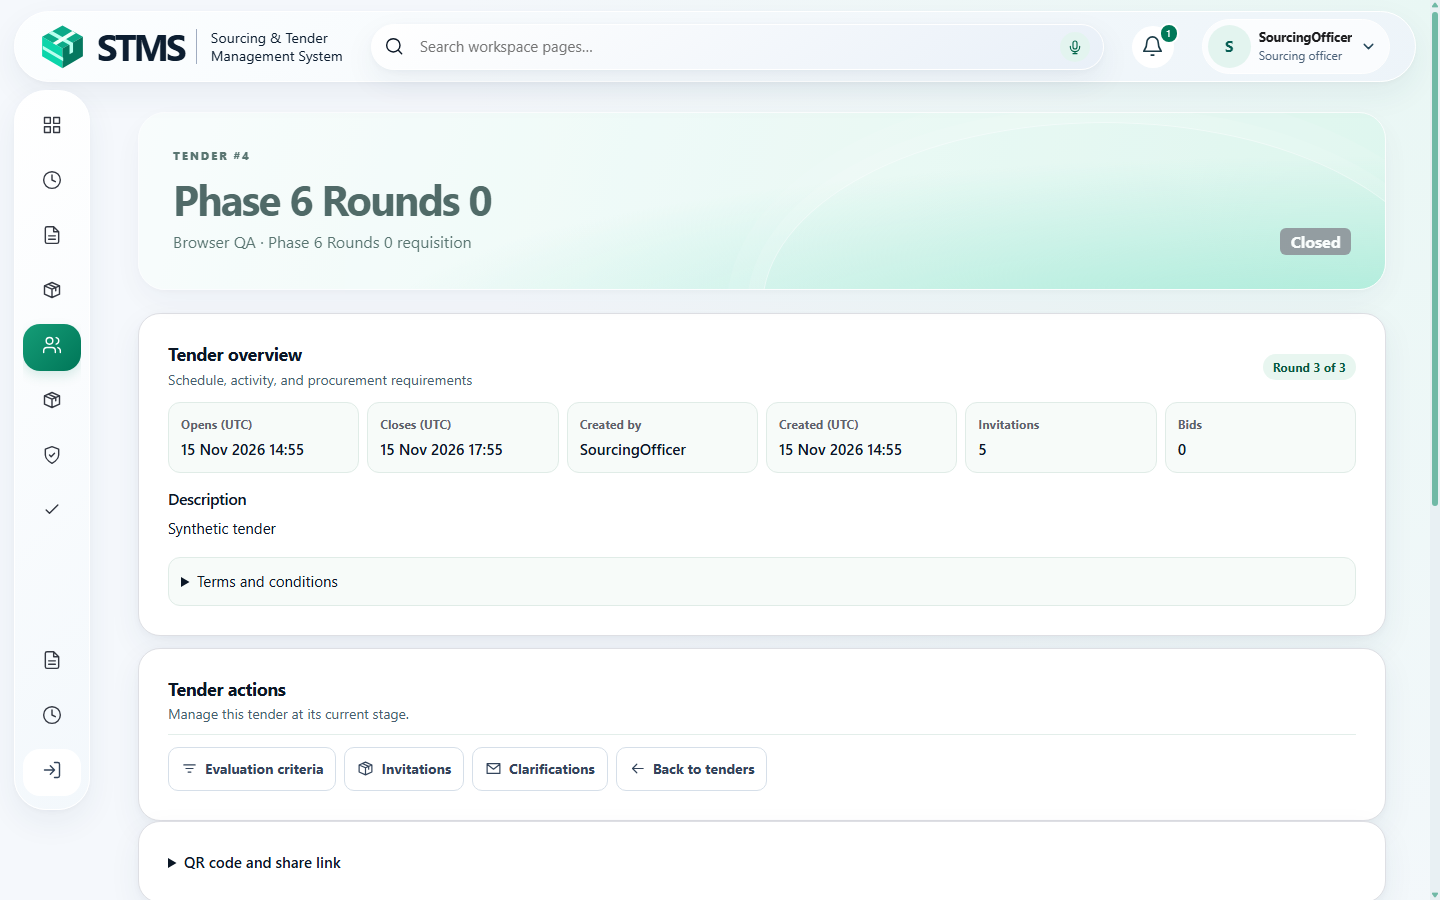 STMS
Sourcing & Tender
Management System
Search workspace pages...
1
S
SourcingOfficer
Sourcing officer
TENDER #4
Phase 6 Rounds 0
Browser QA · Phase 6 Rounds 0 requisition
Closed
Tender overview
Schedule, activity, and procurement requirements
Round 3 of 3
Opens (UTC)
15 Nov 2026 14:55
Closes (UTC)
15 Nov 2026 17:55
Created by
SourcingOfficer
Created (UTC)
15 Nov 2026 14:55
Invitations
5
Bids
0
Description
Synthetic tender
Terms and conditions
Tender actions
Manage this tender at its current stage.
Evaluation criteria
Invitations
Clarifications
Back to tenders
QR code and share link